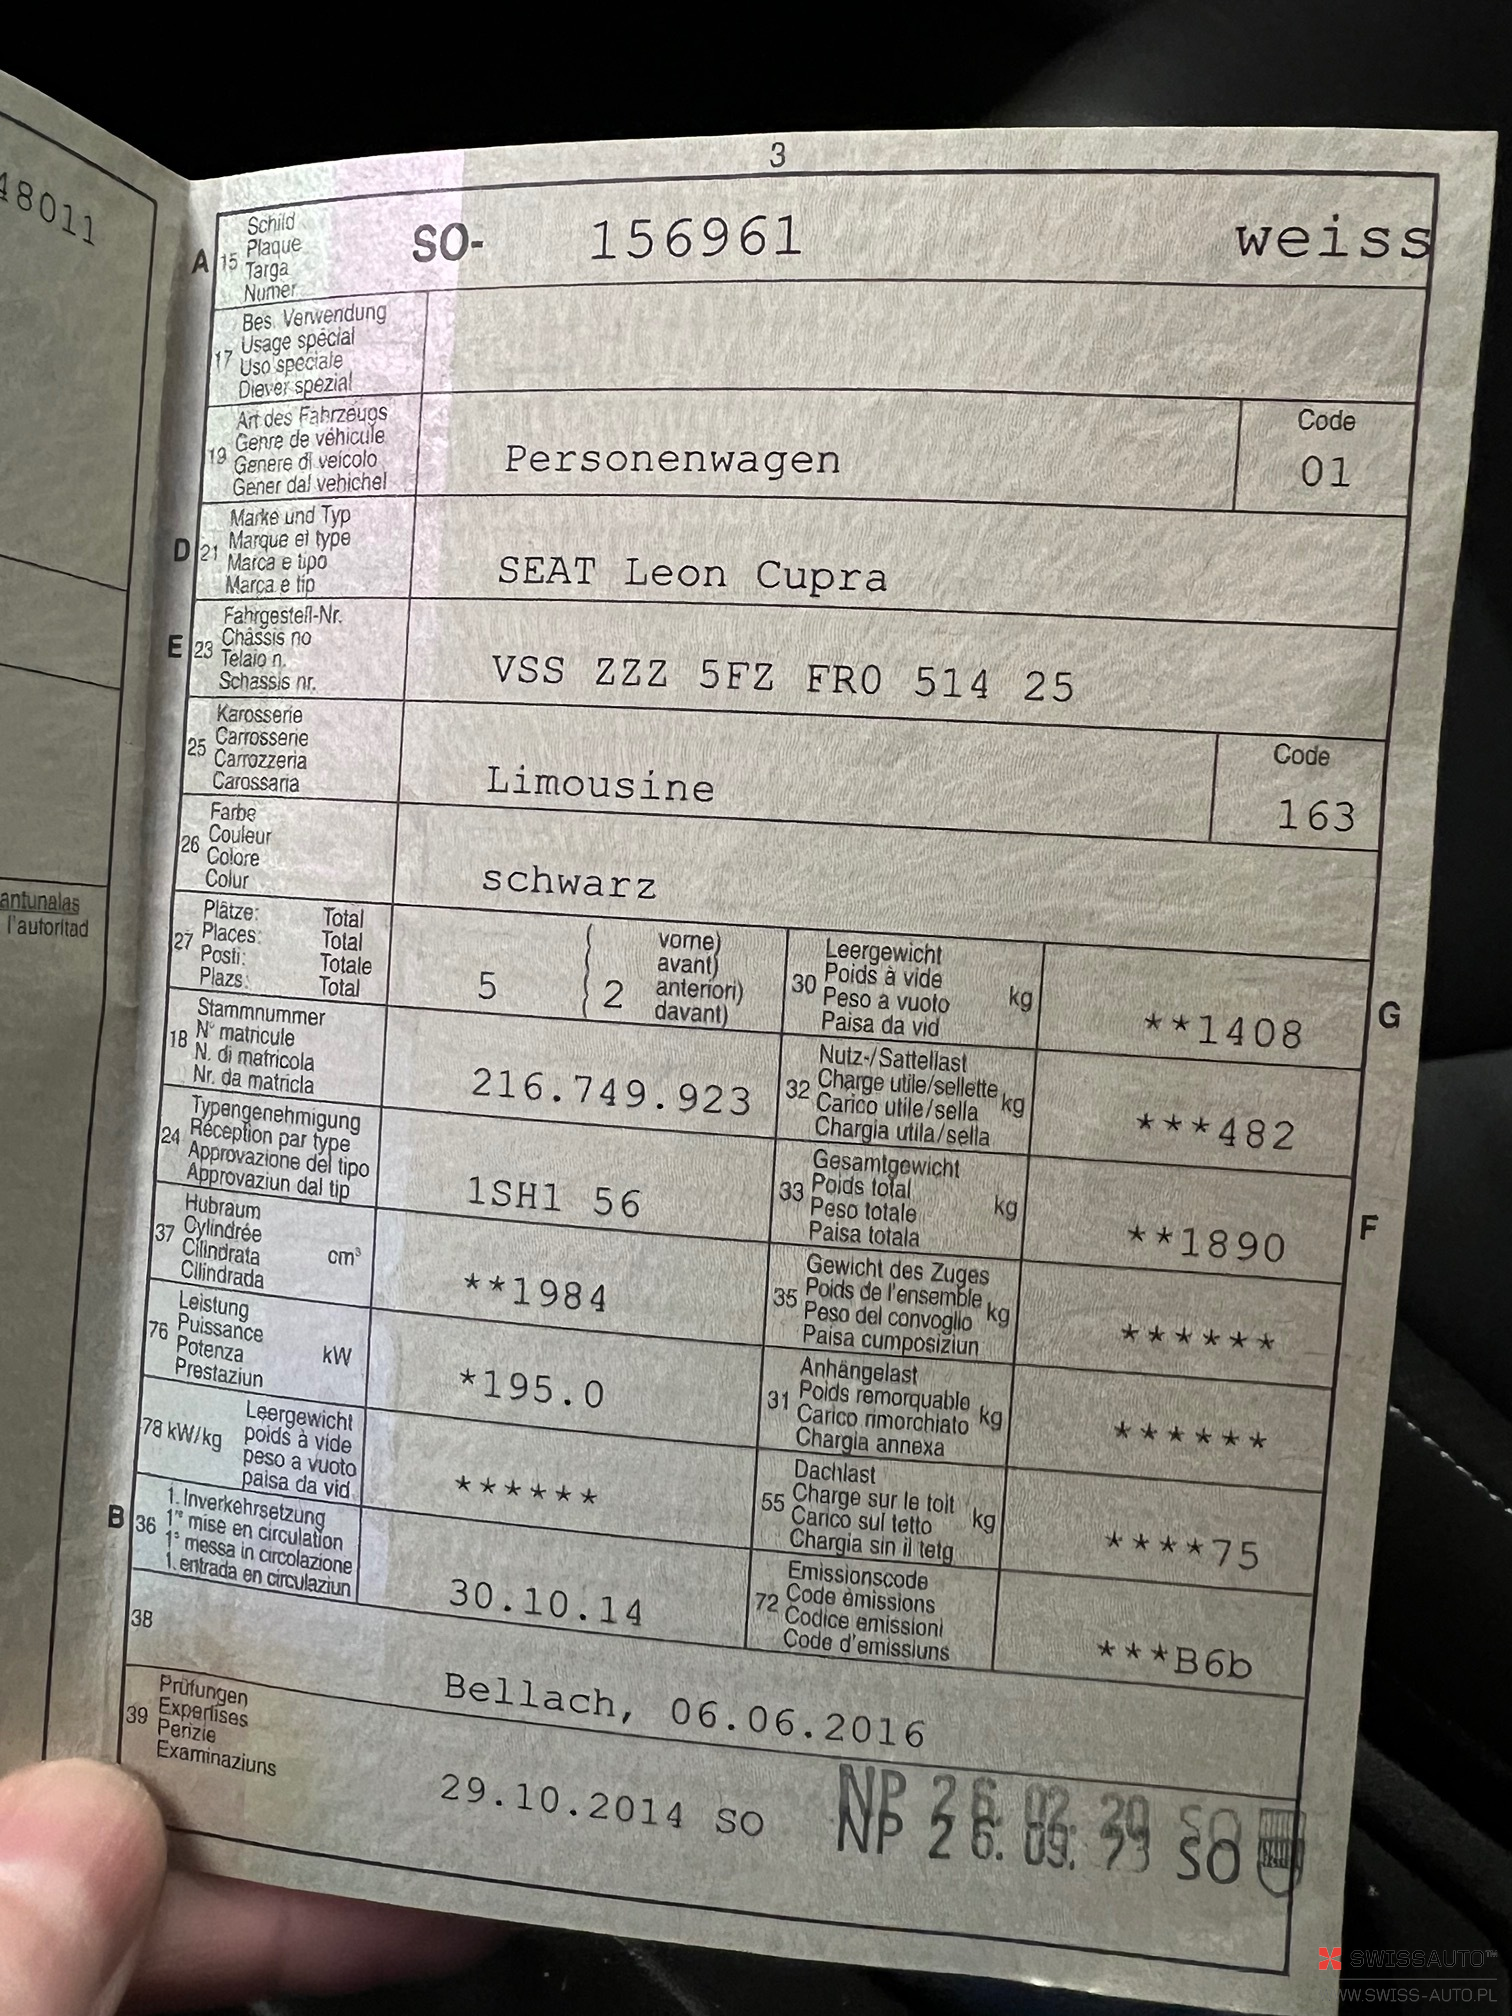 48011
antunalas
l'autoritad
3
A 15 Schild
Plaque
Targa
Numer
SO- 156961 weiss
17 Bes. Verwendung
Usage spécial
Uso speciale
Diever spezial
19 Art des Fahrzeugs
Genre de véhicule
Genere di veicolo
Gener dal vehichel
Personenwagen
Code
01
D 21 Marke und Typ
Marque et type
Marca e tipo
Marca e tip
SEAT Leon Cupra
E 23 Fahrgestell-Nr.
Châssis no
Telaio n.
Schassis nr.
VSS ZZZ 5FZ FR0 514 25
25 Karosserie
Carrosserie
Carrozzeria
Carossaria
Limousine
Code
163
26 Farbe
Couleur
Colore
Colur
schwarz
27 Plätze: Total
Places: Total
Posti: Totale
Plazs: Total
5 2 vorne)
avant)
anteriori)
davant)
30 Leergewicht
Poids à vide
Peso a vuoto
Paisa da vid
kg
**1408
G
18 Stammnummer
N° matricule
N. di matricola
Nr. da matricla
216.749.923
32 Nutz-/Sattellast
Charge utile/sellette
Carico utile/sella
Chargia utila/sella
kg
***482
24 Typengenehmigung
Réception par type
Approvazione del tipo
Approvaziun dal tip
1SH1 56
33 Gesamtgewicht
Poids total
Peso totale
Paisa totala
kg
**1890
F
37 Hubraum
Cylindrée
Cilindrata
Cilindrada
cm³
**1984
35 Gewicht des Zuges
Poids de l'ensemble
Peso del convoglio
Paisa cumposiziun
kg
******
76 Leistung
Puissance
Potenza
Prestaziun
kW
*195.0
31 Anhängelast
Poids remorquable
Carico rimorchiato
Chargia annexa
kg
******
78 kW/kg Leergewicht
poids à vide
peso a vuoto
paisa da vid
******
55 Dachlast
Charge sur le toit
Carico sul tetto
Chargia sin il tetg
kg
****75
B 36 1. Inverkehrsetzung
1re mise en circulation
1a messa in circolazione
1. entrada en circulaziun
30.10.14
72 Emissionscode
Code émissions
Codice emissioni
Code d'emissiuns
***B6b
38
Bellach, 06.06.2016
39 Prüfungen
Expertises
Perizie
Examinaziuns
29.10.2014 SO
NP 26. 02. 20 SO
NP 26. 09. 23 SO
SWISSAUTO™
WWW.SWISS-AUTO.PL